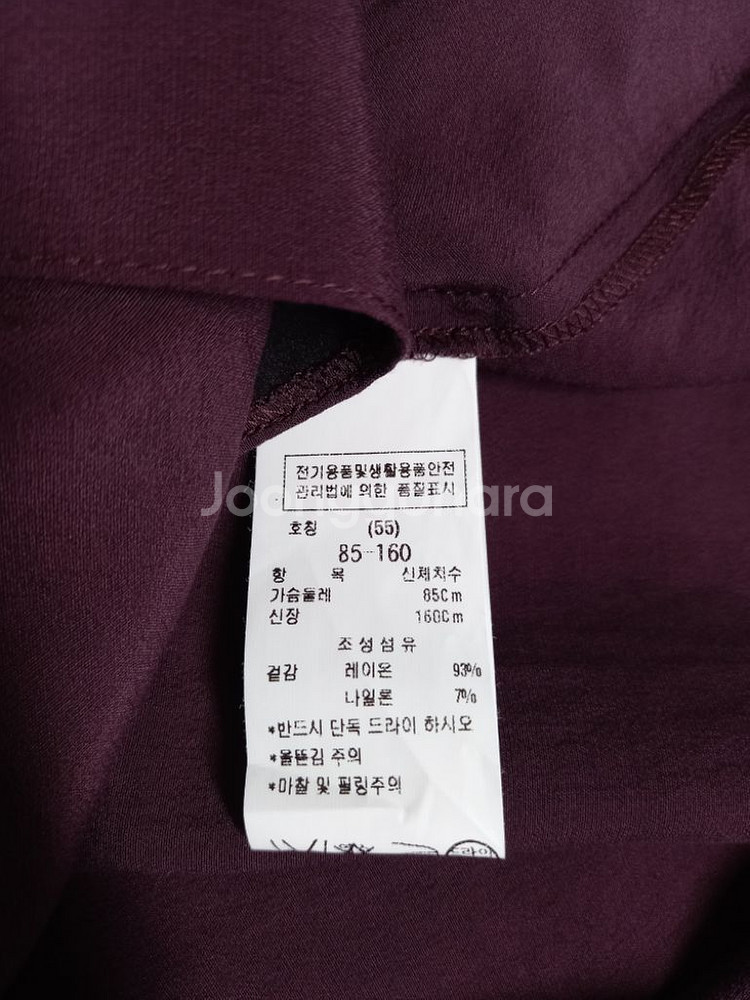 전기용품및생활용품안전
관리법에 의한 품질표시
Joonggonara
호칭 (55)
85-160
항 목 신체치수
가슴둘레 85Cm
신장 160Cm
조성섬유
겉감 레이온 93%
나일론 7%
*반드시 단독 드라이 하시오
*올뜯김 주의
*마찰 및 필링주의
드라이